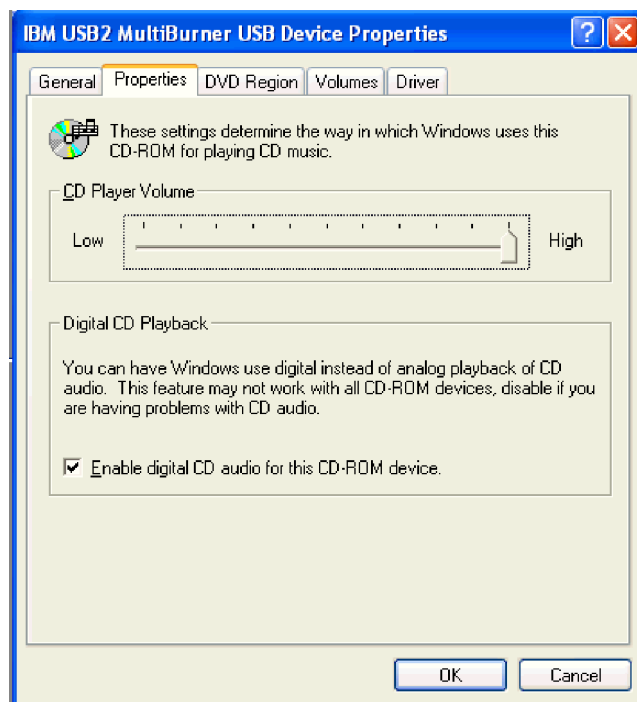 IBM USB2 MultiBurner USB Device Properties
General Properties DVD Region Volumes Driver
These settings determine the way in which Windows uses this
CD-ROM for playing CD music.
CD Player Volume
Low High
Digital CD Playback
You can have Windows use digital instead of analog playback of CD
audio. This feature may not work with all CD-ROM devices, disable if you
are having problems with CD audio.
Enable digital CD audio for this CD-ROM device.
OK Cancel